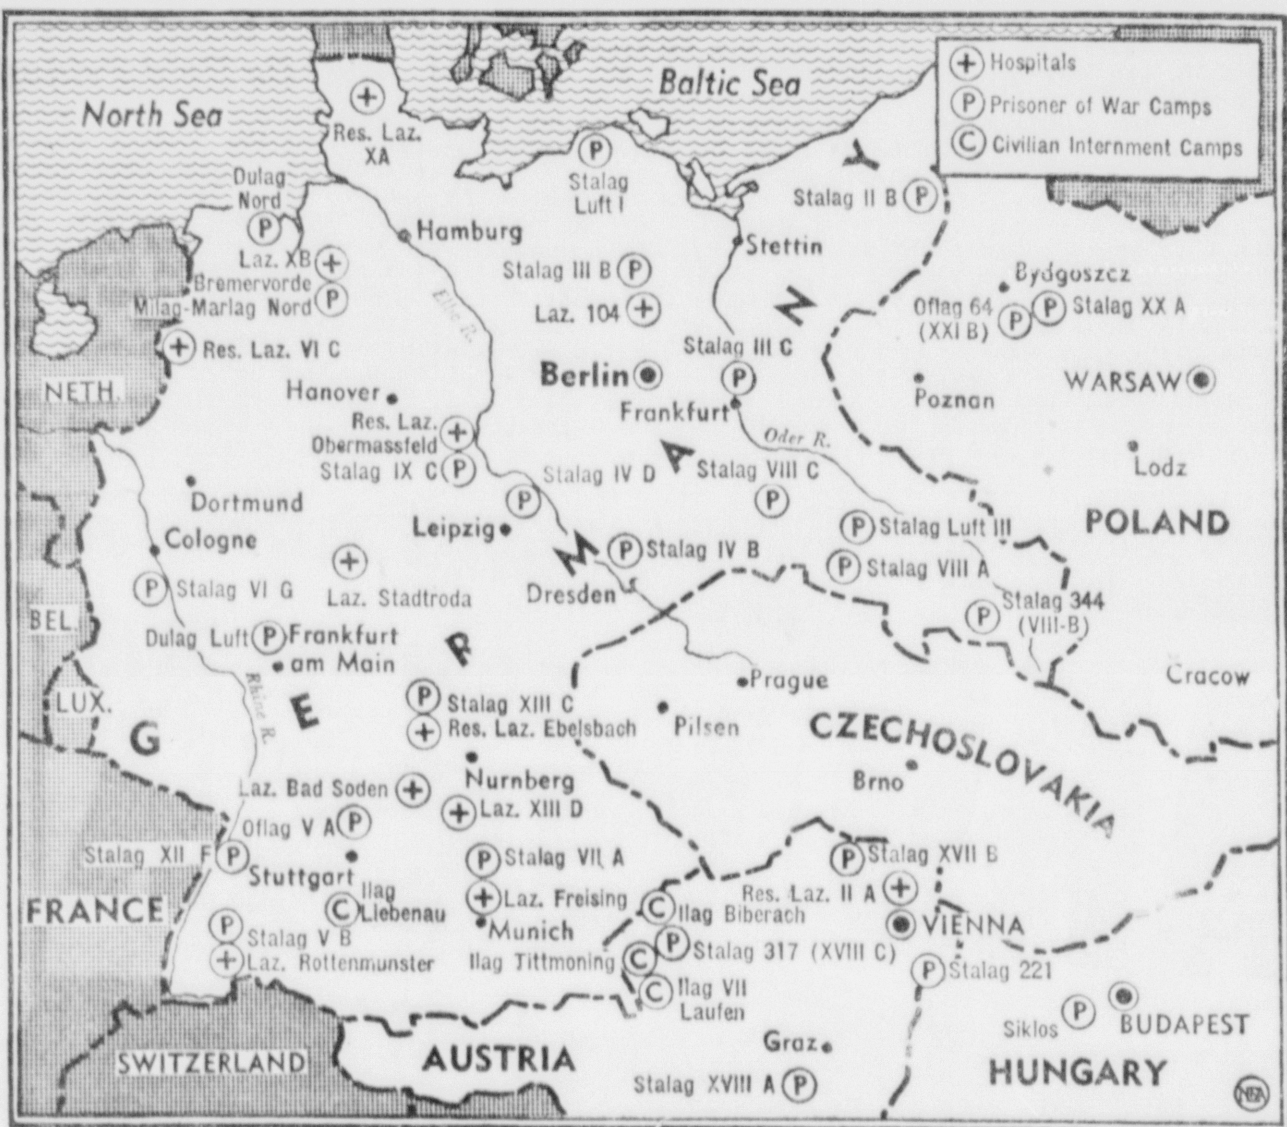 Hospitals
Prisoner of War Camps
Civilian Internment Camps
North Sea
Baltic Sea
Res. Laz.
XA
Dulag
Nord
Stalag
Luft I
Stalag II B
Hamburg
Stettin
Laz. XB
Bremervorde
Milag-Marlag Nord
Stalag III B
Laz. 104
Bydgoszcz
Oflag 64
(XXI B)
Stalag XX A
Elbe R.
Res. Laz. VI C
Stalag III C
NETH.
Hanover
Berlin
Frankfurt
Poznan
WARSAW
Res. Laz.
Obermassfeld
Stalag IX C
Oder R.
Stalag IV D
Stalag VIII C
Lodz
Dortmund
Leipzig
Cologne
Stalag Luft III
POLAND
Stalag IV B
Stalag VIII A
Stalag VI G
Laz. Stadtroda
Dresden
Stalag 344
(VIII-B)
BEL.
Dulag Luft
Frankfurt
am Main
Prague
Cracow
LUX.
Rhine R.
Stalag XIII C
Res. Laz. Ebelsbach
Pilsen
GERMANY
CZECHOSLOVAKIA
Nurnberg
Brno
Laz. Bad Soden
Laz. XIII D
Oflag V A
Stalag XII F
Stuttgart
Stalag VII A
Stalag XVII B
Ilag
Liebenau
Laz. Freising
Res. Laz. II A
FRANCE
Ilag Biberach
VIENNA
Munich
Stalag V B
Laz. Rottenmunster
Ilag Tittmoning
Stalag 317 (XVIII C)
Stalag 221
Ilag VII
Laufen
Siklos
BUDAPEST
SWITZERLAND
AUSTRIA
Graz
HUNGARY
Stalag XVIII A
NEA